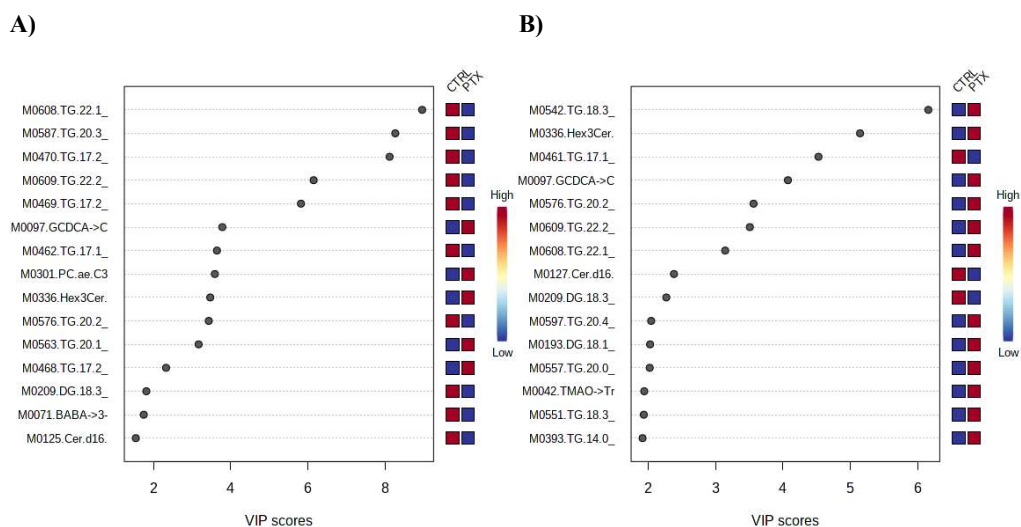 A)
CTRL
PTX
M0608.TG.22.1_
M0587.TG.20.3_
M0470.TG.17.2_
M0609.TG.22.2_
M0469.TG.17.2_
M0097.GCDCA->C
M0462.TG.17.1_
M0301.PC.ae.C3
M0336.Hex3Cer.
M0576.TG.20.2_
M0563.TG.20.1_
M0468.TG.17.2_
M0209.DG.18.3_
M0071.BABA->3-
M0125.Cer.d16.
High
Low
2 4 6 8
VIP scores
B)
CTRL
PTX
M0542.TG.18.3_
M0336.Hex3Cer.
M0461.TG.17.1_
M0097.GCDCA->C
M0576.TG.20.2_
M0609.TG.22.2_
M0608.TG.22.1_
M0127.Cer.d16.
M0209.DG.18.3_
M0597.TG.20.4_
M0193.DG.18.1_
M0557.TG.20.0_
M0042.TMAO->Tr
M0551.TG.18.3_
M0393.TG.14.0_
High
Low
2 3 4 5 6
VIP scores